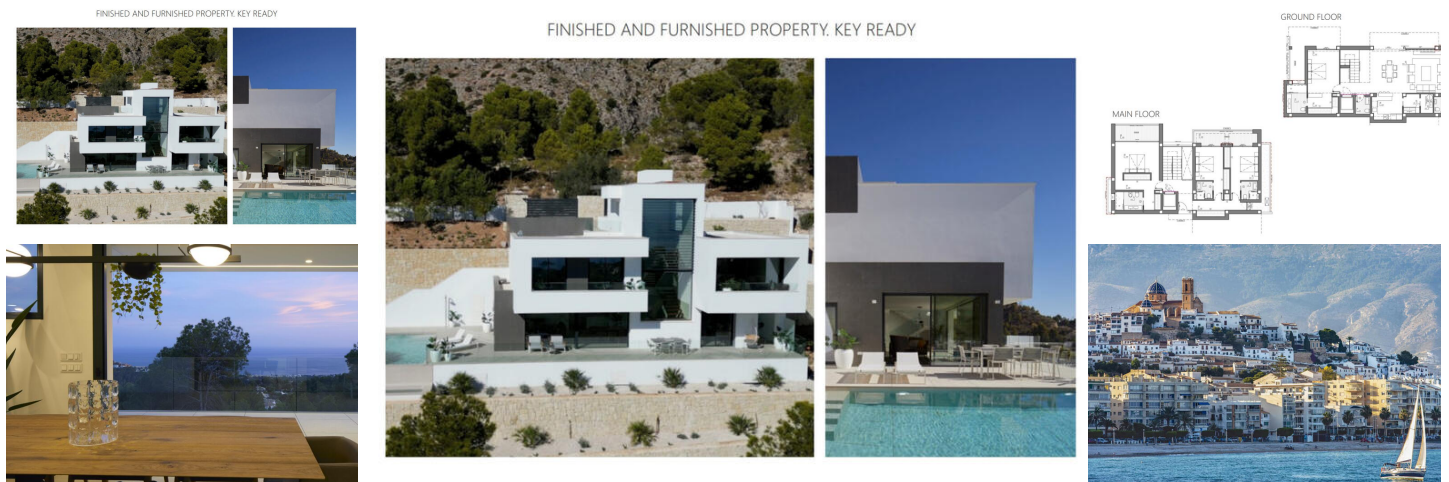 FINISHED AND FURNISHED PROPERTY. KEY READY
FINISHED AND FURNISHED PROPERTY. KEY READY
GROUND FLOOR
MAIN FLOOR